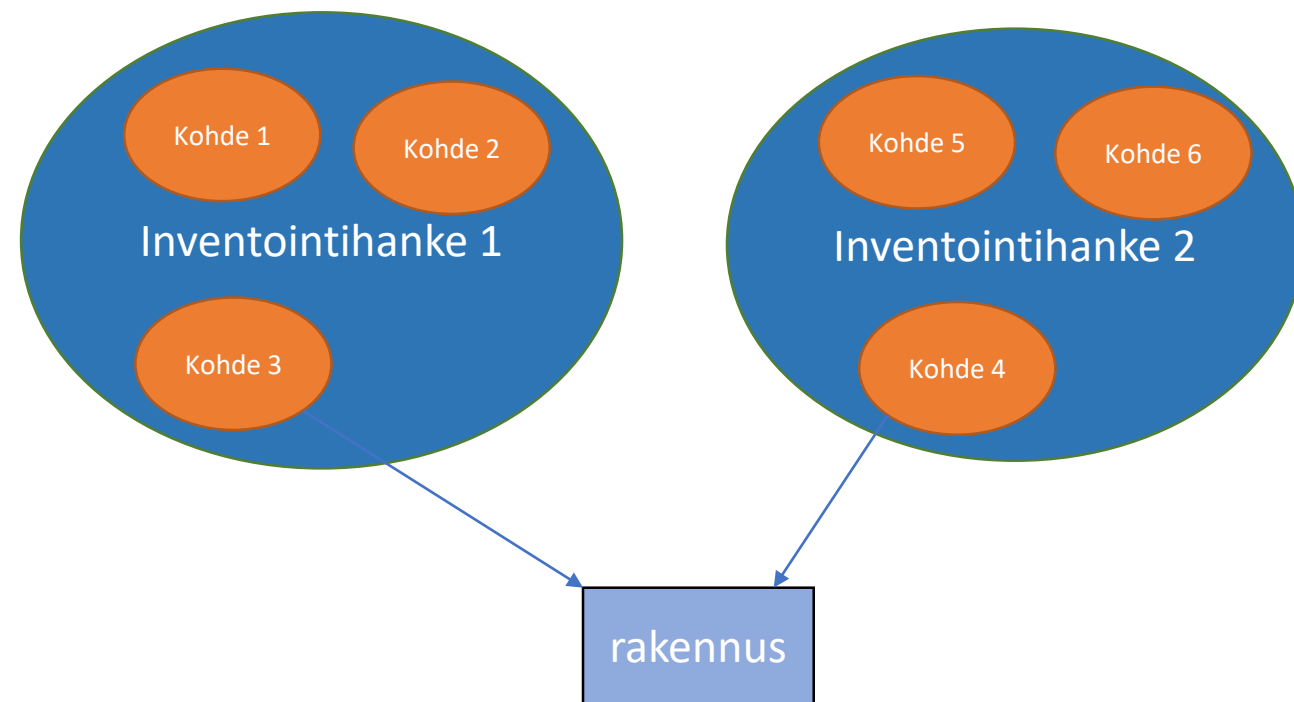 Kohde 1
Kohde 2
Inventointihanke 1
Kohde 3
Kohde 5
Kohde 6
Inventointihanke 2
Kohde 4
rakennus